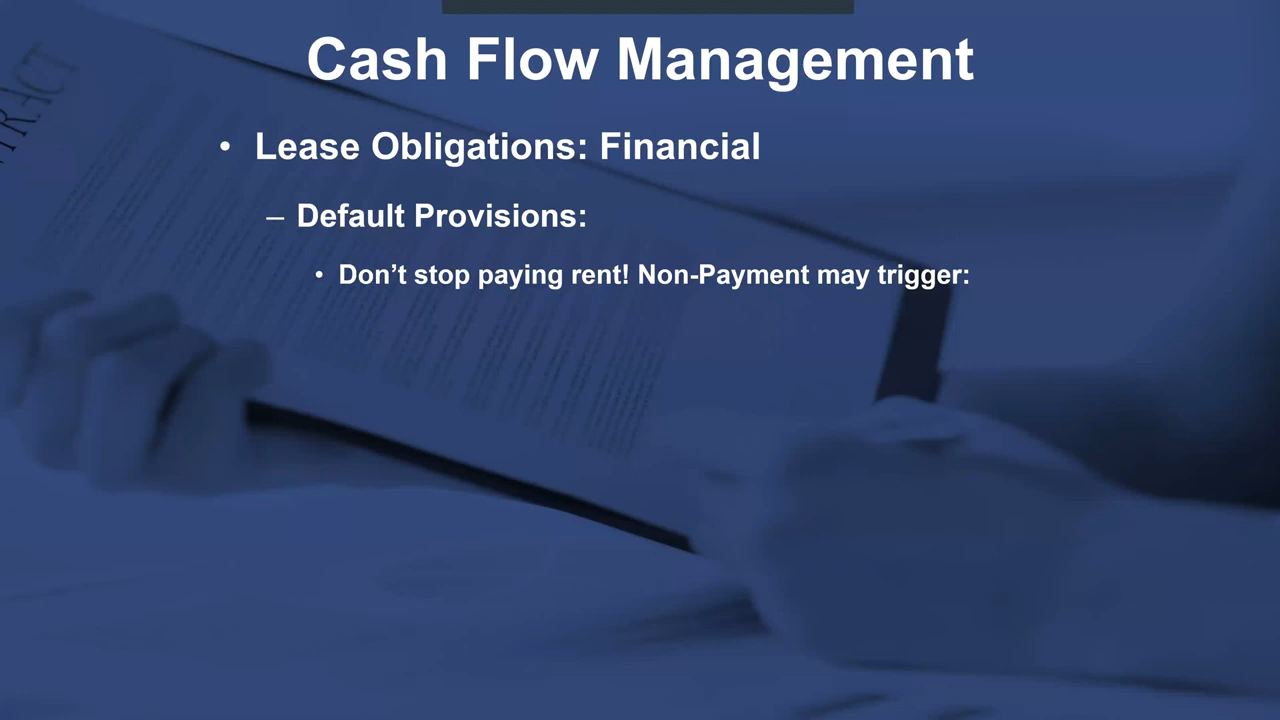 Cash Flow Management
• Lease Obligations: Financial
– Default Provisions:
• Don’t stop paying rent! Non-Payment may trigger: